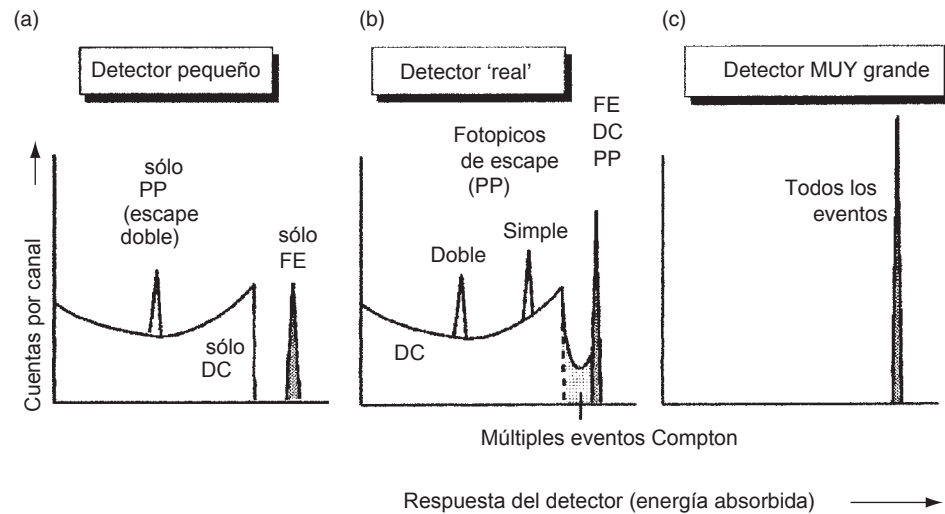 (a)
Detector pequeño
sólo
PP
(escape
doble)
sólo
FE
sólo
DC
Cuentas por canal
(b)
Detector ‘real’
Fotopicos
de escape
(PP)
FE
DC
PP
Doble
Simple
DC
Múltiples eventos Compton
(c)
Detector MUY grande
Todos los
eventos
Respuesta del detector (energía absorbida)